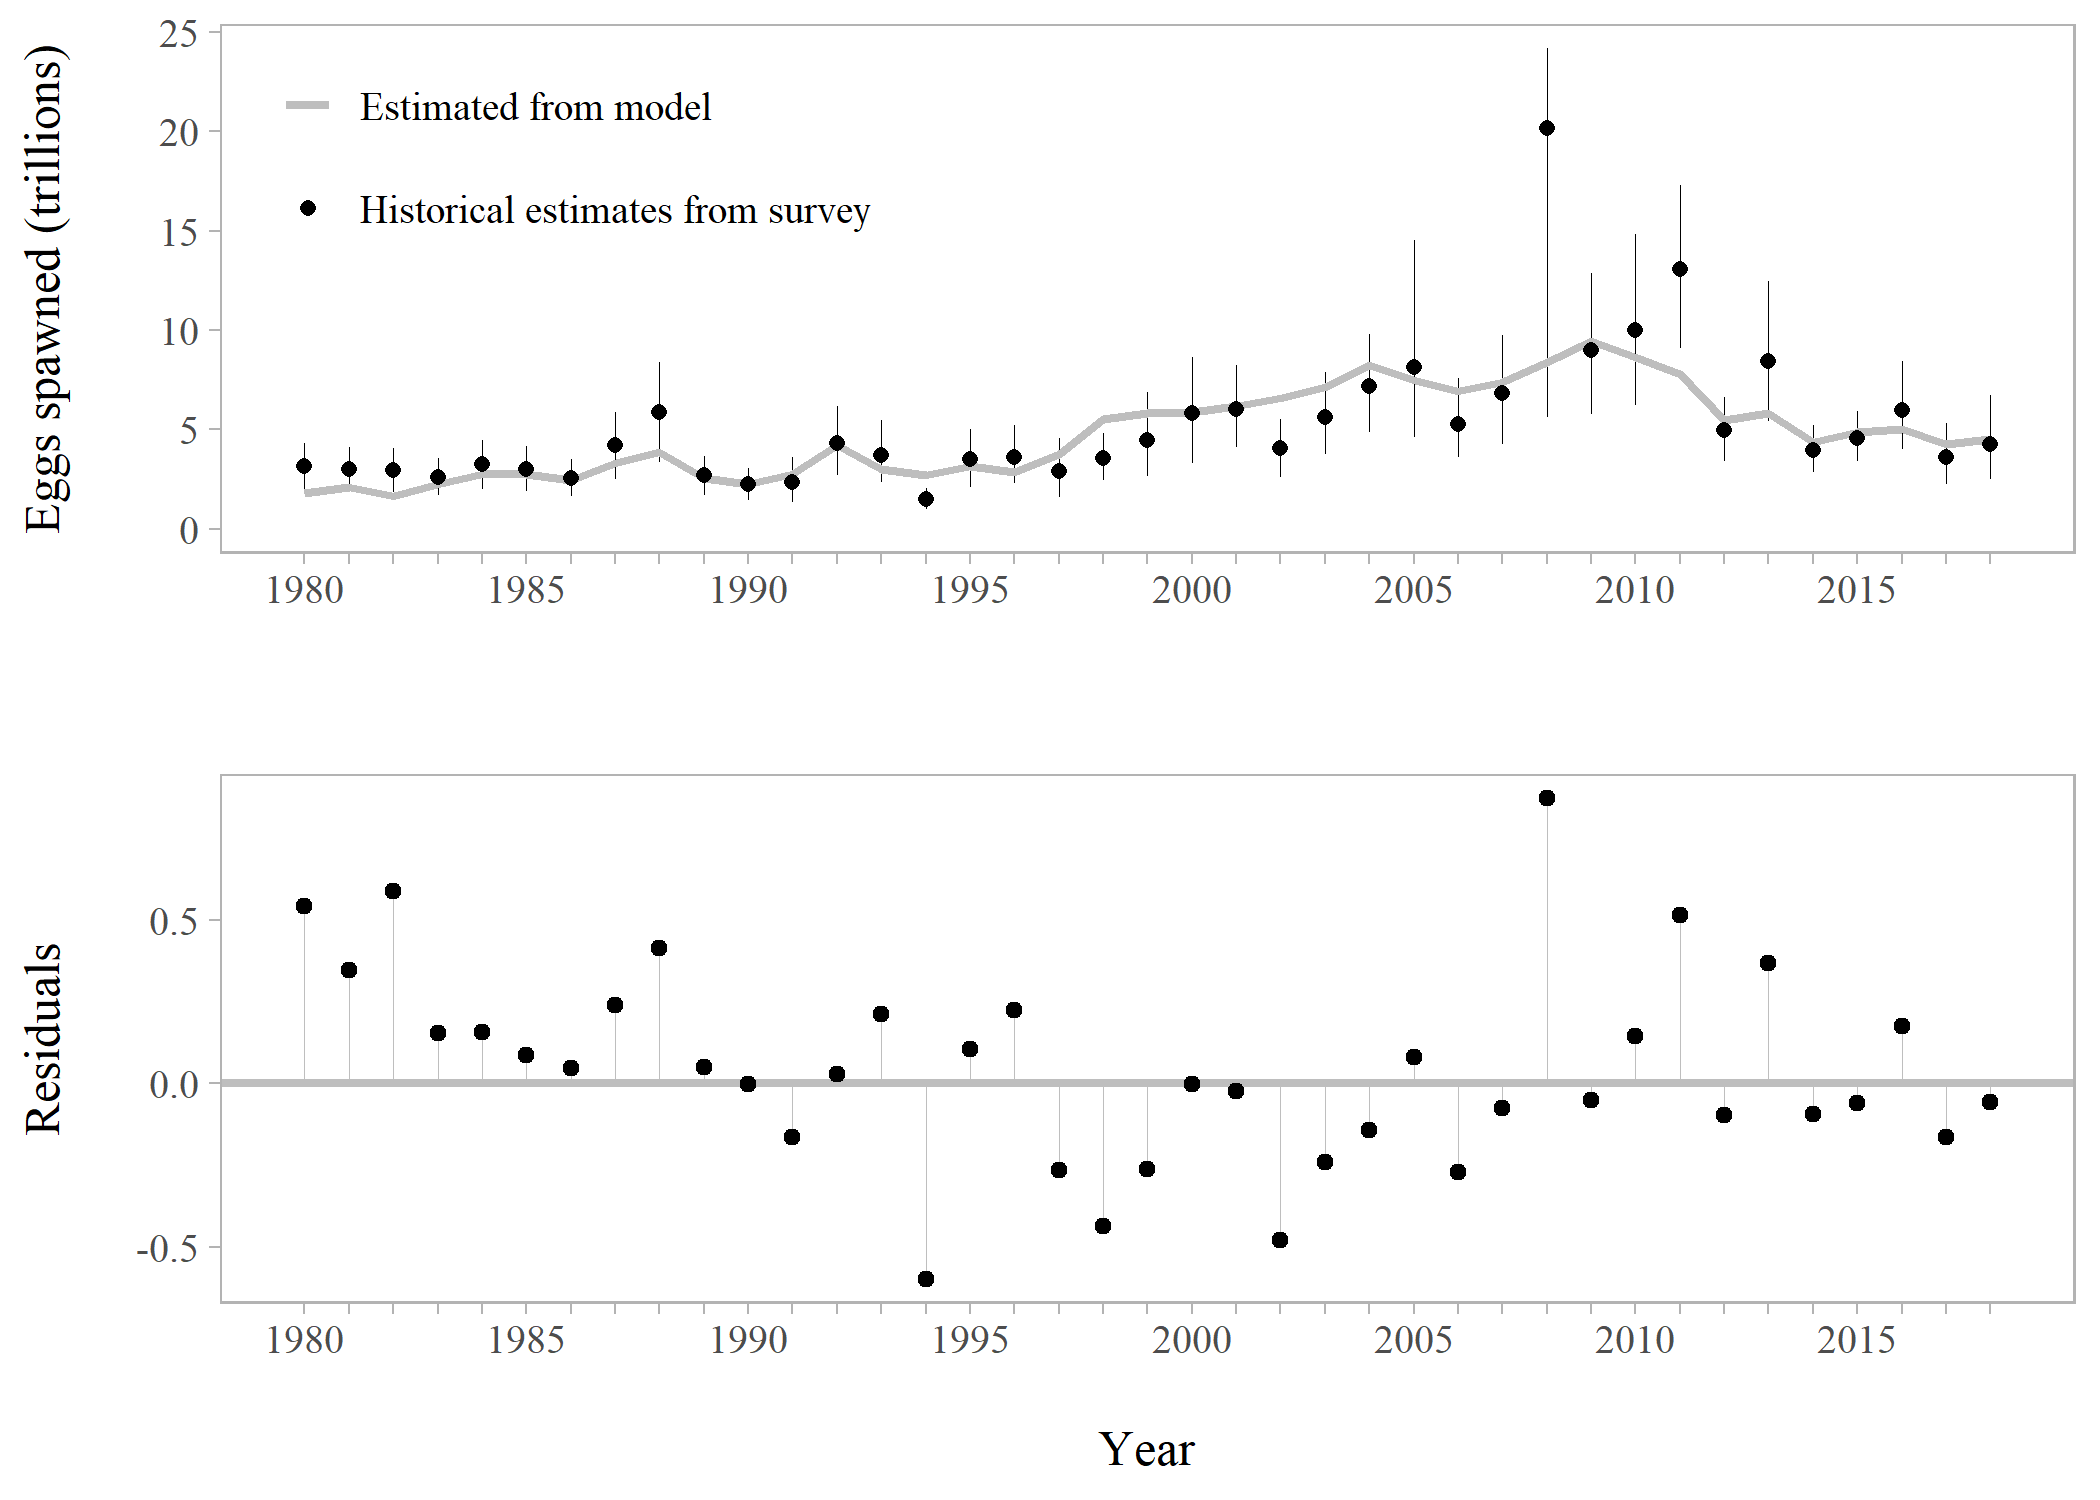 Eggs spawned (trillions)
25
20
15
10
5
0
Estimated from model
Historical estimates from survey
1980 1985 1990 1995 2000 2005 2010 2015
Residuals
0.5
0.0
-0.5
1980 1985 1990 1995 2000 2005 2010 2015
Year